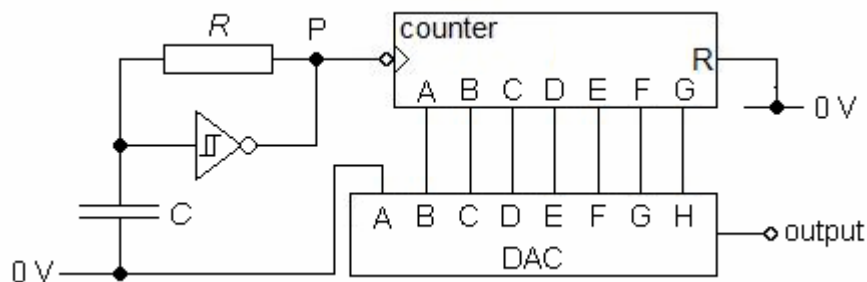 R
P
counter
R
A B C D E F G
0 V
C
A B C D E F G H
DAC
output
0 V